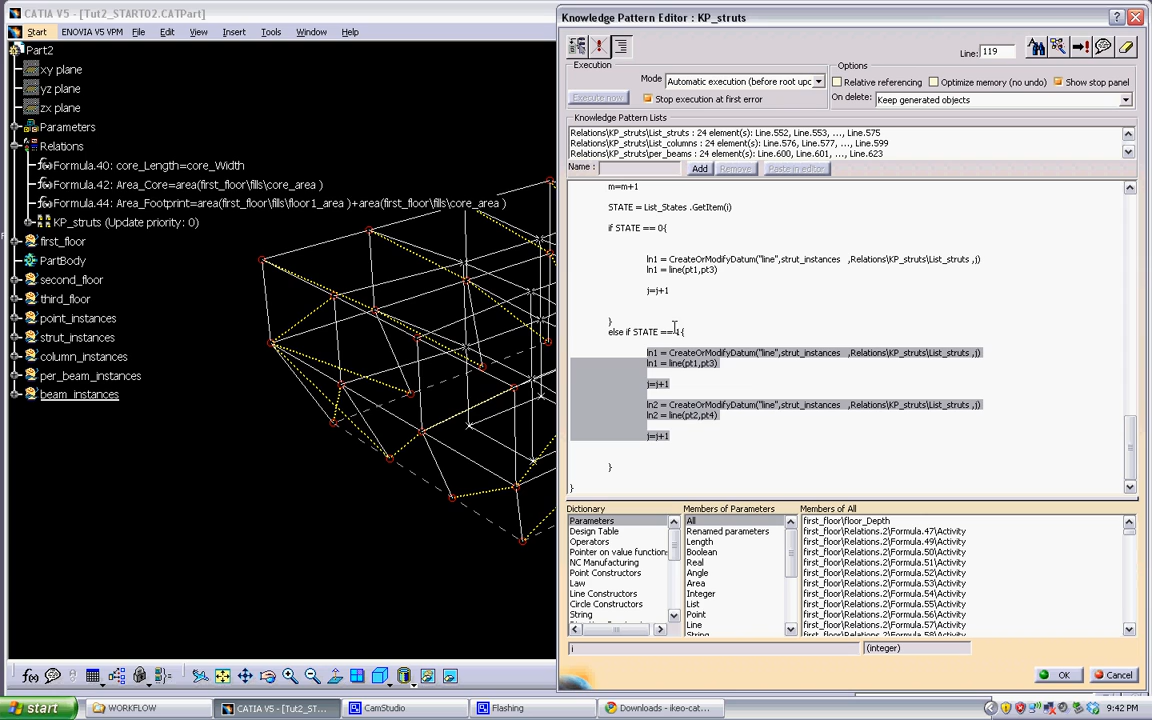 CATIA V5 - [Tut2_START02.CATPart]
Start ENOVIA V5 VPM File Edit View Insert Tools Window Help
Part2
xy plane
yz plane
zx plane
Parameters
Relations
Formula.40: core_Length=core_Width
Formula.42: Area_Core=area(first_floor\fills\core_area )
Formula.44: Area_Footprint=area(first_floor\fills\floor1_area )+area(first_floor\fills\core_area )
KP_struts (Update priority: 0)
first_floor
PartBody
second_floor
third_floor
point_instances
strut_instances
column_instances
per_beam_instances
beam_instances
Knowledge Pattern Editor : KP_struts
Line: 119
Execution
Mode Automatic execution (before root upc
Execute now
Stop execution at first error
Options
Relative referencing Optimize memory (no undo) Show stop panel
On delete: Keep generated objects
Knowledge Pattern Lists
Relations\KP_struts\List_struts : 24 element(s): Line.552, Line.553, ..., Line.575
Relations\KP_struts\List_columns : 24 element(s): Line.576, Line.577, ..., Line.599
Relations\KP_struts\per_beams : 24 element(s): Line.600, Line.601, ..., Line.623
Name : Add Remove Paste in editor
m=m+1
STATE = List_States .GetItem(i)
if STATE == 0{
ln1 = CreateOrModifyDatum("line",strut_instances ,Relations\KP_struts\List_struts ,j)
ln1 = line(pt1,pt3)
j=j+1
}
else if STATE == 1{
ln1 = CreateOrModifyDatum("line",strut_instances ,Relations\KP_struts\List_struts ,j)
ln1 = line(pt1,pt3)
j=j+1
ln2 = CreateOrModifyDatum("line",strut_instances ,Relations\KP_struts\List_struts ,j)
ln2 = line(pt2,pt4)
j=j+1
}
}
Dictionary
Parameters
Design Table
Operators
Pointer on value function
NC Manufacturing
Point Constructors
Law
Line Constructors
Circle Constructors
String
Members of Parameters
All
Renamed parameters
Length
Boolean
Real
Angle
Area
Integer
List
Point
Line
String
Members of All
first_floor\floor_Depth
first_floor\Relations.2\Formula.47\Activity
first_floor\Relations.2\Formula.49\Activity
first_floor\Relations.2\Formula.50\Activity
first_floor\Relations.2\Formula.51\Activity
first_floor\Relations.2\Formula.52\Activity
first_floor\Relations.2\Formula.53\Activity
first_floor\Relations.2\Formula.54\Activity
first_floor\Relations.2\Formula.55\Activity
first_floor\Relations.2\Formula.56\Activity
first_floor\Relations.2\Formula.57\Activity
first_floor\Relations.2\Formula.58\Activity
i (integer)
OK Cancel
start WORKFLOW CATIA V5 - [Tut2_ST... CamStudio Flashing Downloads - ikeo-cat... 9:42 PM